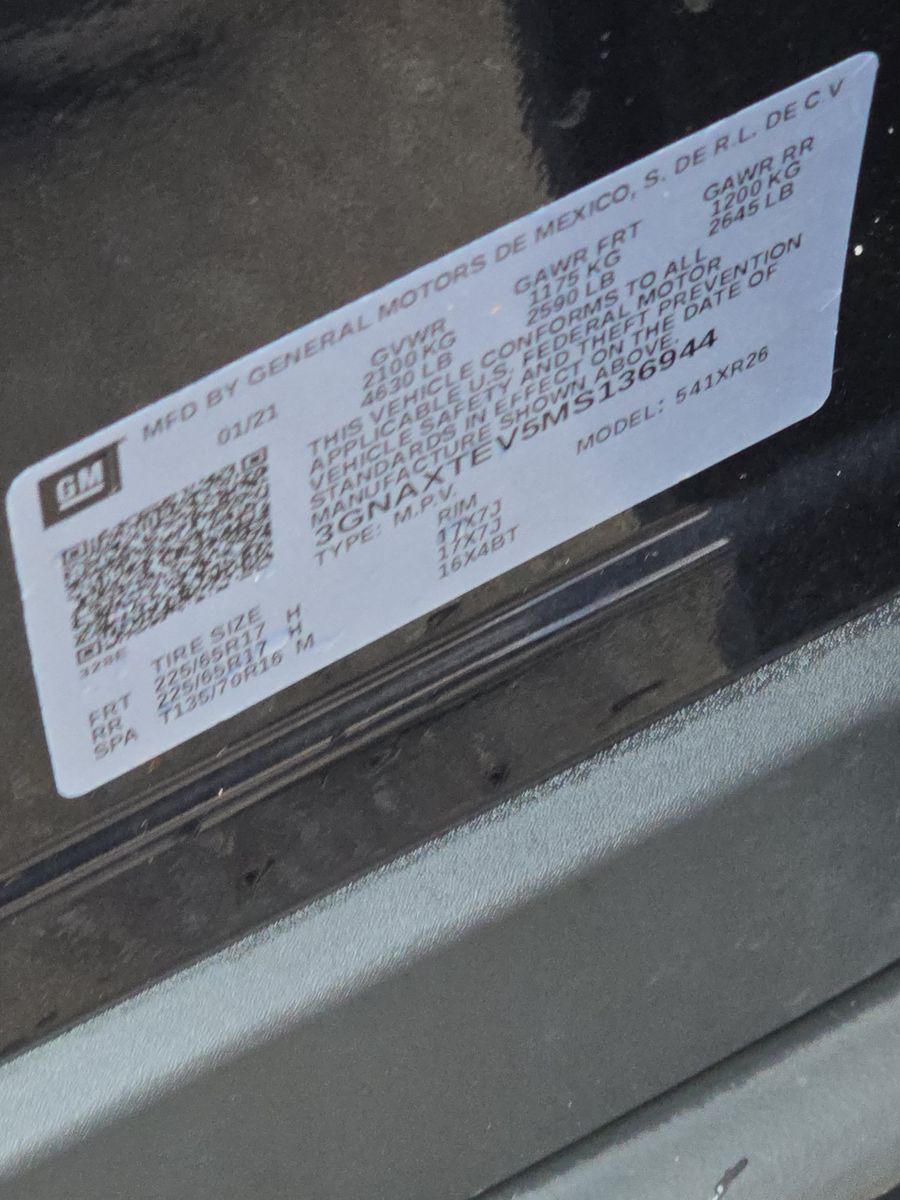 GM
MFD BY GENERAL MOTORS DE MEXICO, S. DE R.L. DE C V
01/21
GVWR GAWR FRT GAWR RR
2100 KG 1175 KG 1200 KG
4630 LB 2590 LB 2645 LB
THIS VEHICLE CONFORMS TO ALL
APPLICABLE U.S. FEDERAL MOTOR
VEHICLE SAFETY AND THEFT PREVENTION
STANDARDS IN EFFECT ON THE DATE OF
MANUFACTURE SHOWN ABOVE.
3GNAXTEV5MS136944
TYPE: M.P.V. MODEL: 541XR26
328E
TIRE SIZE RIM
FRT 225/65R17 H 17X7J
RR 225/65R17 H 17X7J
SPA T135/70R16 M 16X4BT